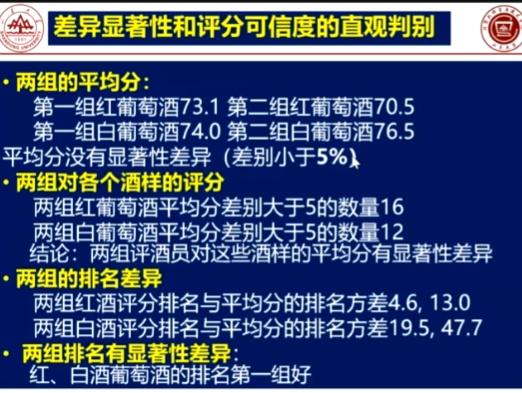 差异显著性和评分可信度的直观判别
• 两组的平均分：
第一组红葡萄酒73.1 第二组红葡萄酒70.5
第一组白葡萄酒74.0 第二组白葡萄酒76.5
平均分没有显著性差异（差别小于5%）
• 两组对各个酒样的评分
两组红葡萄酒平均分差别大于5的数量16
两组白葡萄酒平均分差别大于5的数量12
结论：两组评酒员对这些酒样的平均分有显著性差异
• 两组的排名差异
两组红酒评分排名与平均分的排名方差4.6, 13.0
两组白酒评分排名与平均分的排名方差19.5, 47.7
• 两组排名有显著性差异：
红、白酒葡萄酒的排名第一组好